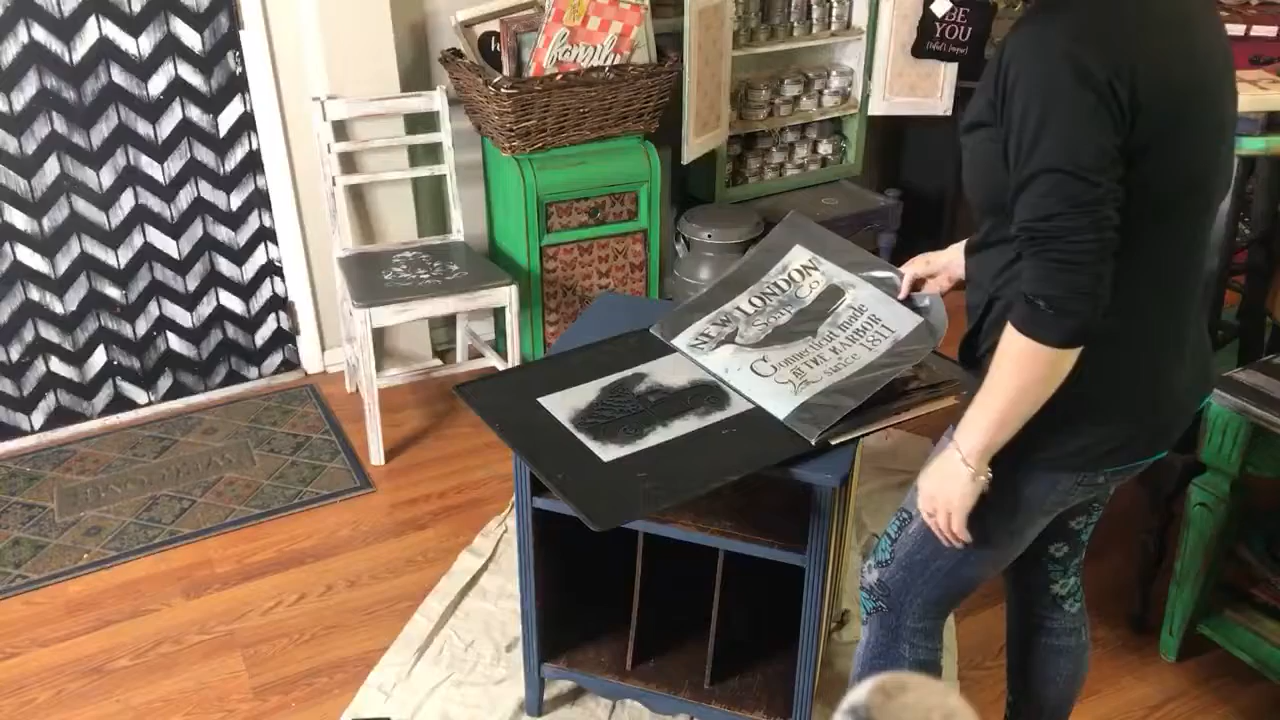 family
BE
YOU
NEW LONDON
Soap Co.
Connecticut made
AT THE HARBOR
since 1811